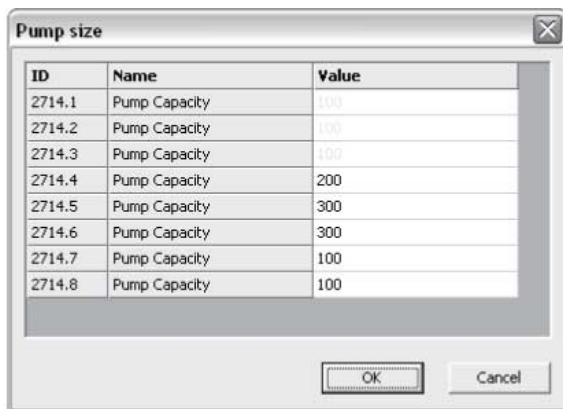 Pump size
ID Name Value
2714.1 Pump Capacity 100
2714.2 Pump Capacity 100
2714.3 Pump Capacity 100
2714.4 Pump Capacity 200
2714.5 Pump Capacity 300
2714.6 Pump Capacity 300
2714.7 Pump Capacity 100
2714.8 Pump Capacity 100
OK Cancel